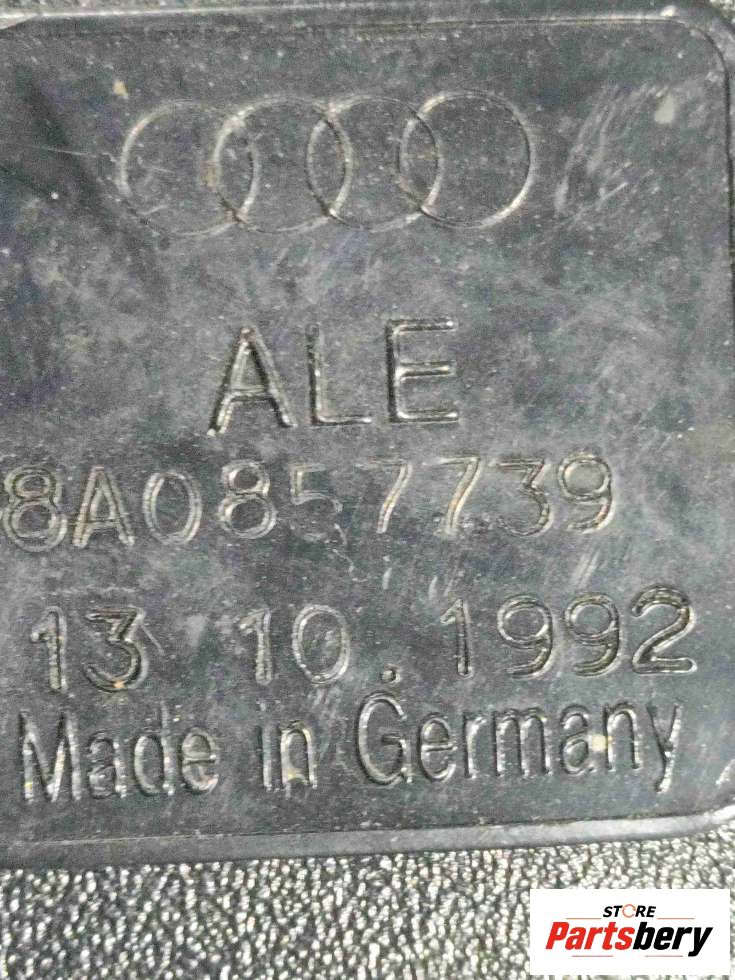 ALE
8A0857739
13 10.1992
Made in Germany
STORE
Partsbery